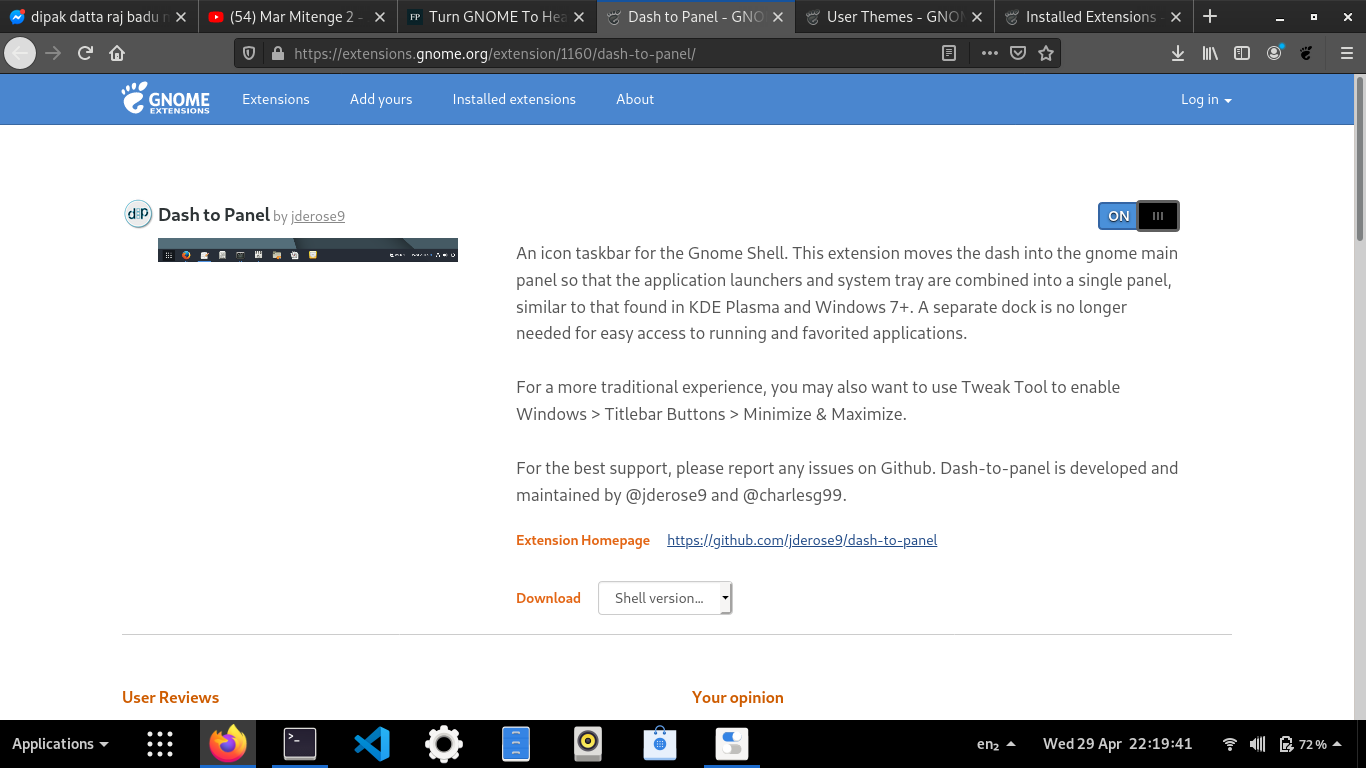 dipak datta raj badu n
(54) Mar Mitenge 2 -
FP Turn GNOME To Hea
Dash to Panel - GNO
User Themes - GNOM
Installed Extensions -
https://extensions.gnome.org/extension/1160/dash-to-panel/
GNOME EXTENSIONS
Extensions
Add yours
Installed extensions
About
Log in
Dash to Panel by jderose9
ON
An icon taskbar for the Gnome Shell. This extension moves the dash into the gnome main
panel so that the application launchers and system tray are combined into a single panel,
similar to that found in KDE Plasma and Windows 7+. A separate dock is no longer
needed for easy access to running and favorited applications.
For a more traditional experience, you may also want to use Tweak Tool to enable
Windows > Titlebar Buttons > Minimize & Maximize.
For the best support, please report any issues on Github. Dash-to-panel is developed and
maintained by @jderose9 and @charlesg99.
Extension Homepage https://github.com/jderose9/dash-to-panel
Download Shell version...
User Reviews
Your opinion
Applications
en₂
Wed 29 Apr 22:19:41
72 %